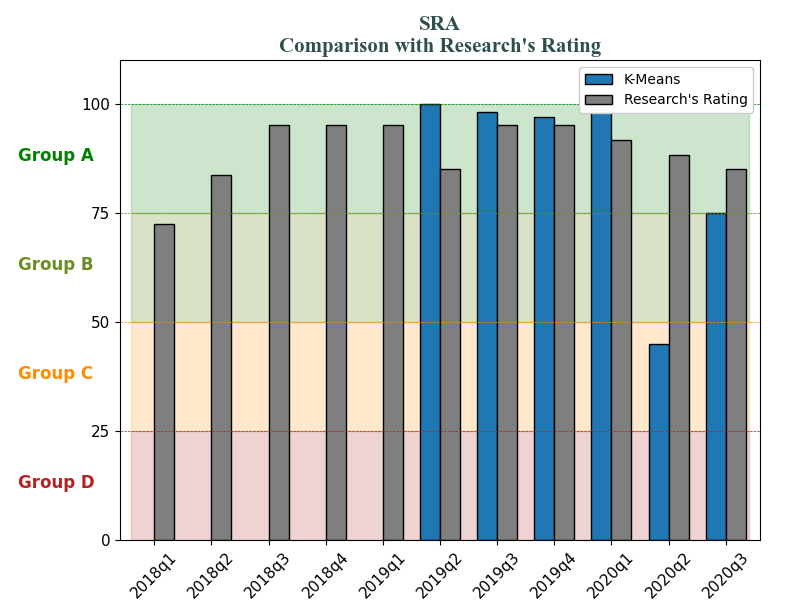 SRA
Comparison with Research's Rating
K-Means
Research's Rating
100
Group A
75
Group B
50
Group C
25
Group D
0
2018q1
2018q2
2018q3
2018q4
2019q1
2019q2
2019q3
2019q4
2020q1
2020q2
2020q3